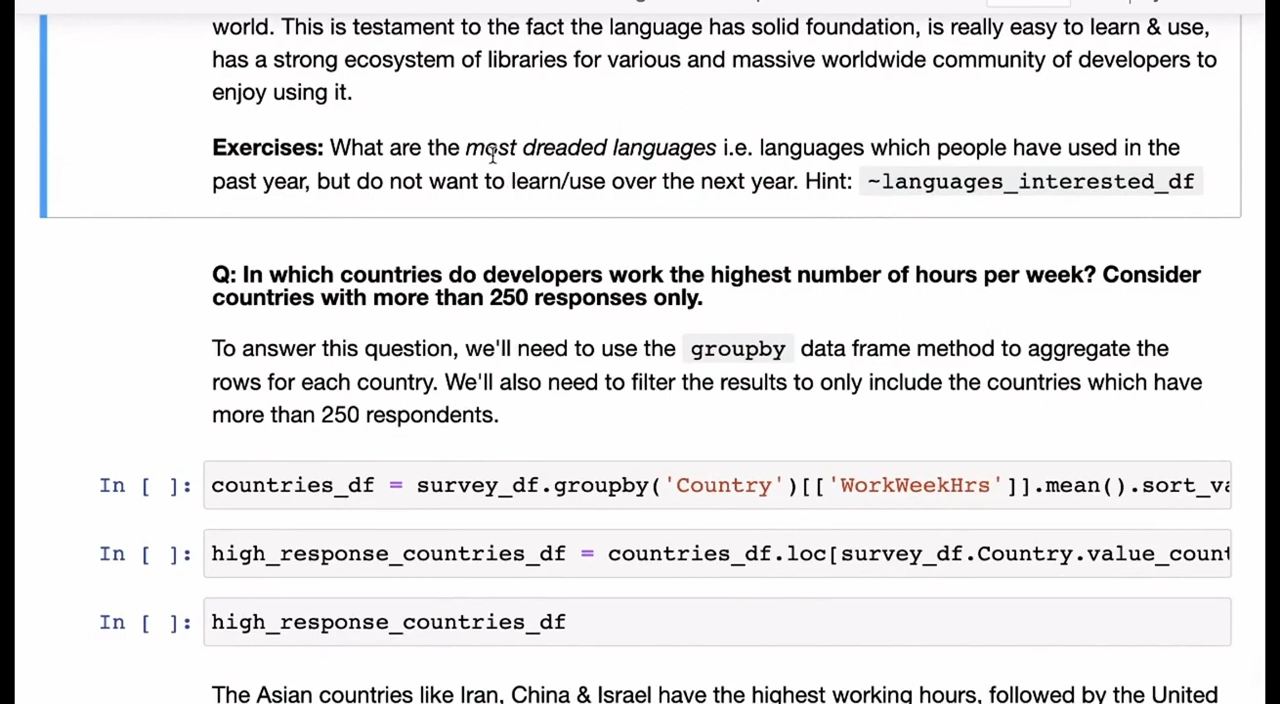 world. This is testament to the fact the language has solid foundation, is really easy to learn & use,
has a strong ecosystem of libraries for various and massive worldwide community of developers to
enjoy using it.
Exercises: What are the most dreaded languages i.e. languages which people have used in the
past year, but do not want to learn/use over the next year. Hint: ~languages_interested_df
Q: In which countries do developers work the highest number of hours per week? Consider
countries with more than 250 responses only.
To answer this question, we'll need to use the groupby data frame method to aggregate the
rows for each country. We'll also need to filter the results to only include the countries which have
more than 250 respondents.
In [ ]: countries_df = survey_df.groupby('Country')[['WorkWeekHrs']].mean().sort_va
In [ ]: high_response_countries_df = countries_df.loc[survey_df.Country.value_count
In [ ]: high_response_countries_df
The Asian countries like Iran, China & Israel have the highest working hours, followed by the United